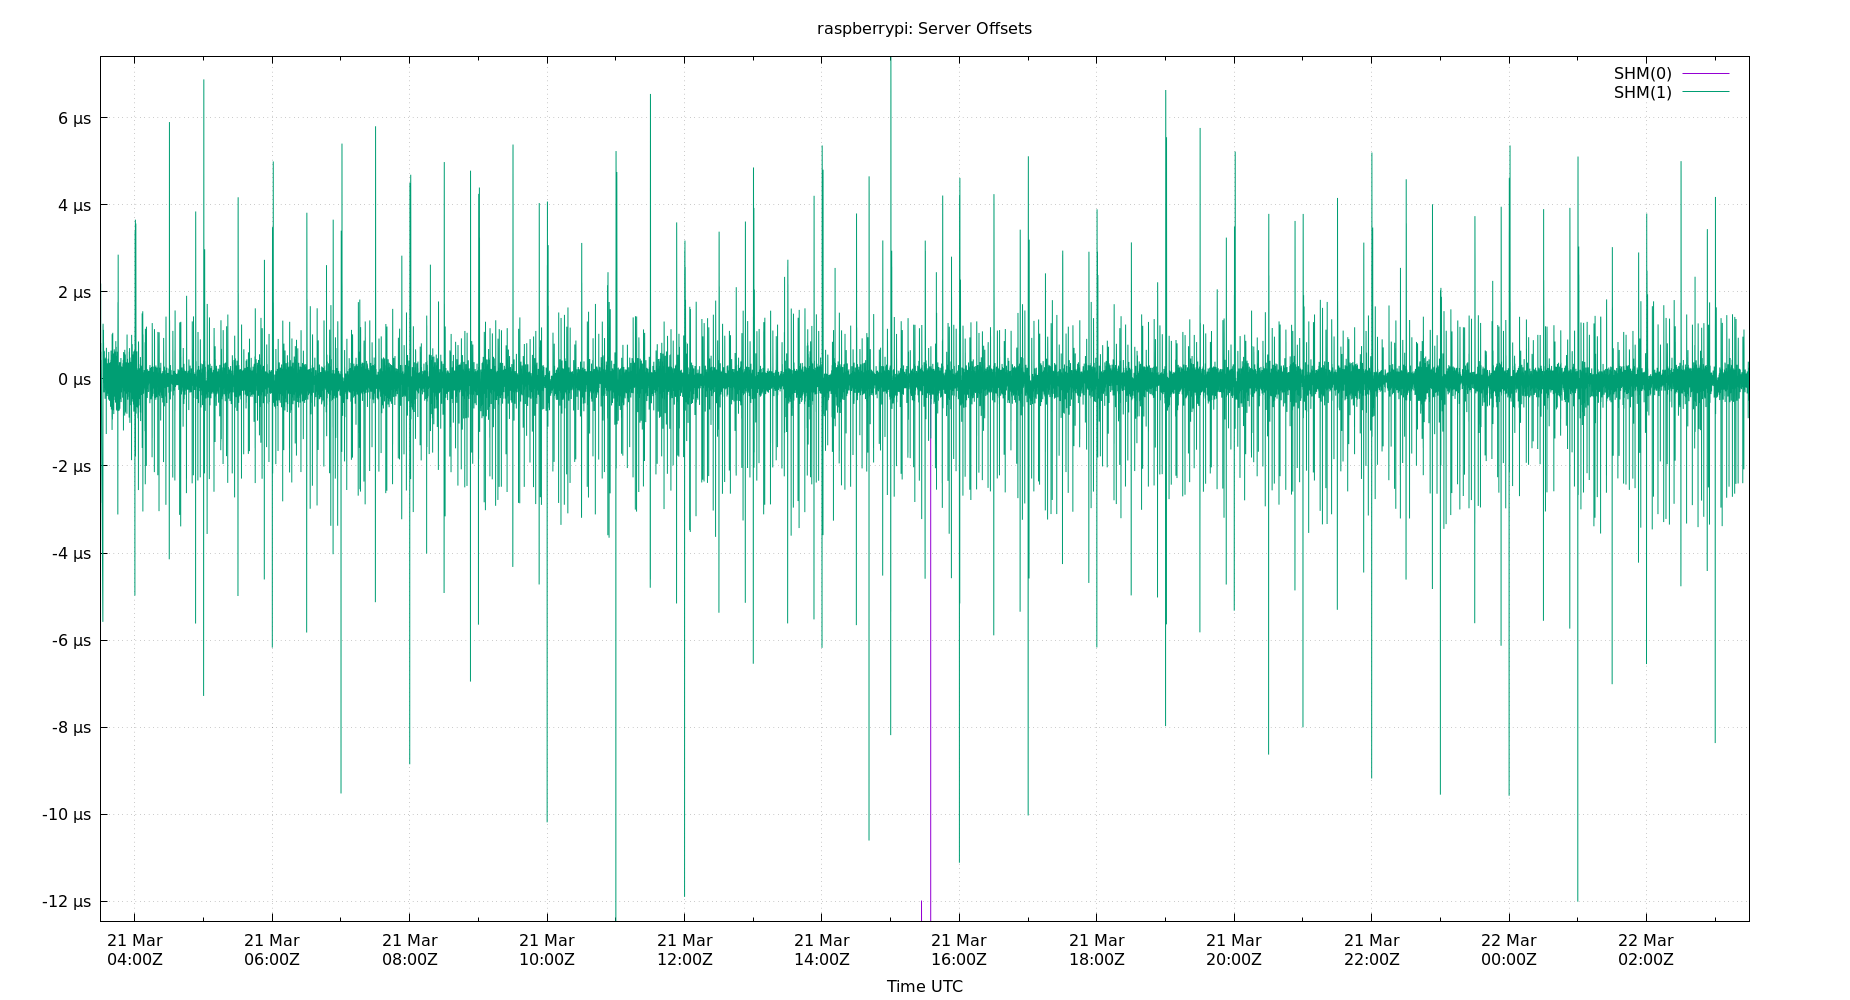 raspberrypi: Server Offsets
SHM(0)
SHM(1)
6 µs
4 µs
2 µs
0 µs
-2 µs
-4 µs
-6 µs
-8 µs
-10 µs
-12 µs
21 Mar 21 Mar 21 Mar 21 Mar 21 Mar 21 Mar 21 Mar 21 Mar 21 Mar 21 Mar 22 Mar 22 Mar
04:00Z 06:00Z 08:00Z 10:00Z 12:00Z 14:00Z 16:00Z 18:00Z 20:00Z 22:00Z 00:00Z 02:00Z
Time UTC